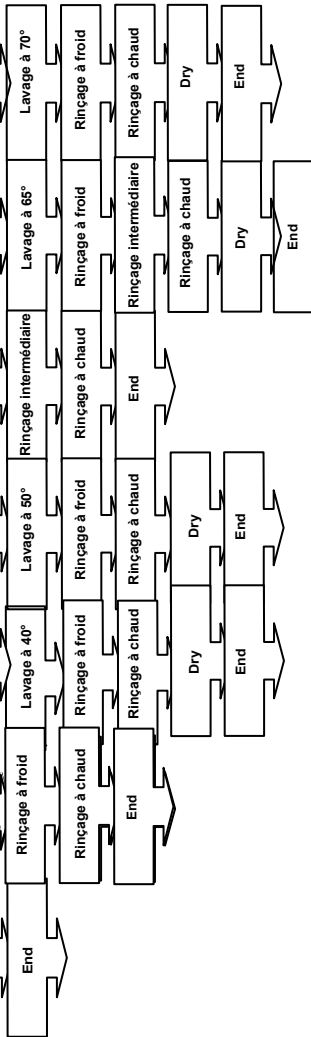 End
Rinçage à froid
Rinçage à chaud
End
Lavage à 40°
Rinçage à froid
Rinçage à chaud
Dry
End
Lavage à 50°
Rinçage à froid
Rinçage à chaud
Dry
End
Rinçage intermédiaire
Rinçage à chaud
End
Lavage à 65°
Rinçage à froid
Rinçage intermédiaire
Rinçage à chaud
Dry
End
Lavage à 70°
Rinçage à froid
Rinçage à chaud
Dry
End